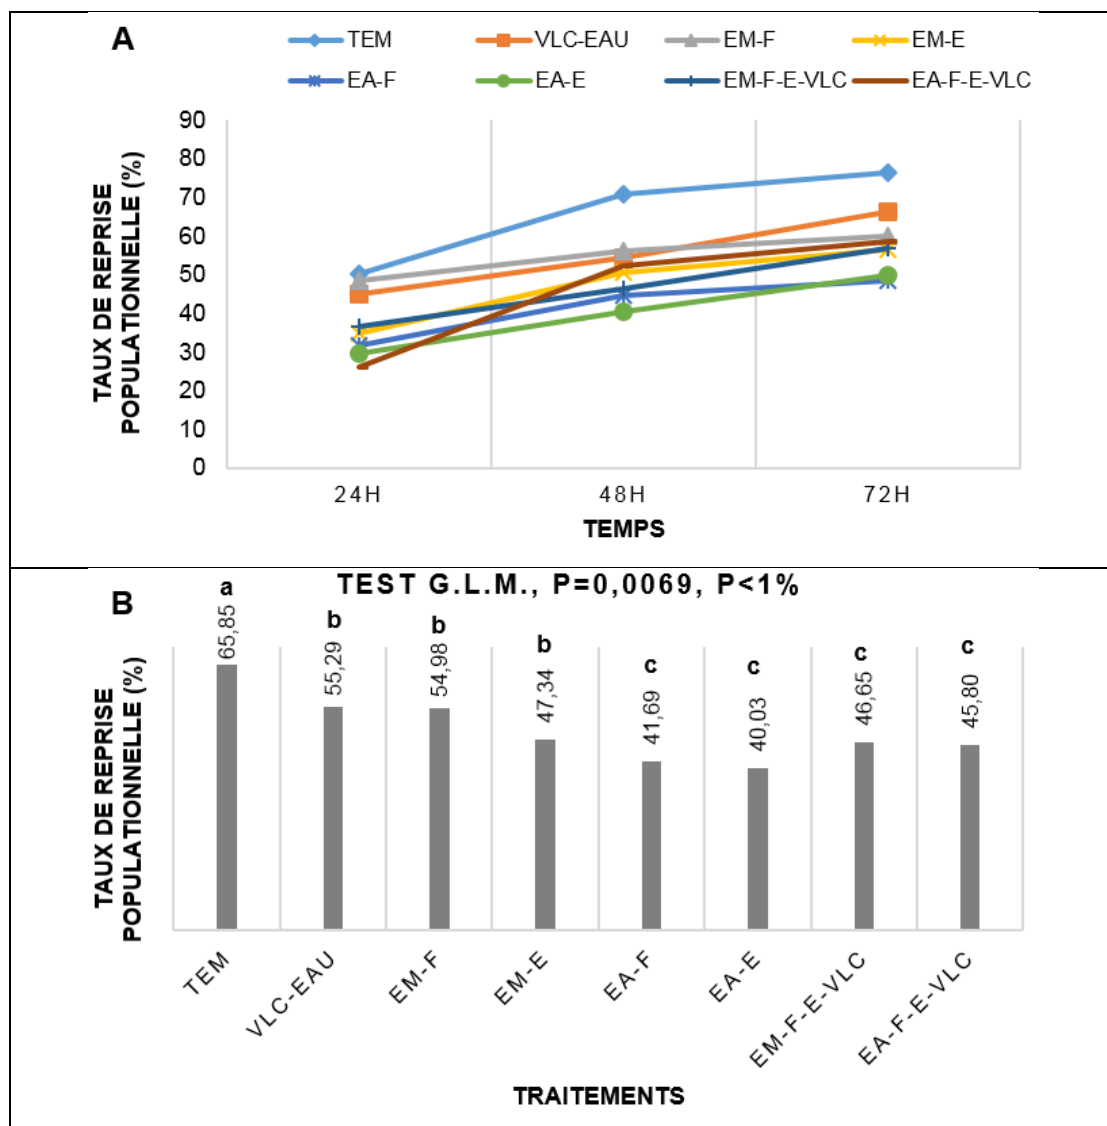 A
TEM VLC-EAU EM-F EM-E
EA-F EA-E EM-F-E-VLC EA-F-E-VLC
TAUX DE REPRISE
POPULATIONNELLE (%)
90
80
70
60
50
40
30
20
10
0
24H 48H 72H
TEMPS
B
TEST G.L.M., P=0,0069, P<1%
TAUX DE REPRISE
POPULATIONNELLE (%)
a b b b c c c c
65,85 55,29 54,98 47,34 41,69 40,03 46,65 45,80
TEM VLC-EAU EM-F EM-E EA-F EA-E EM-F-E-VLC EA-F-E-VLC
TRAITEMENTS